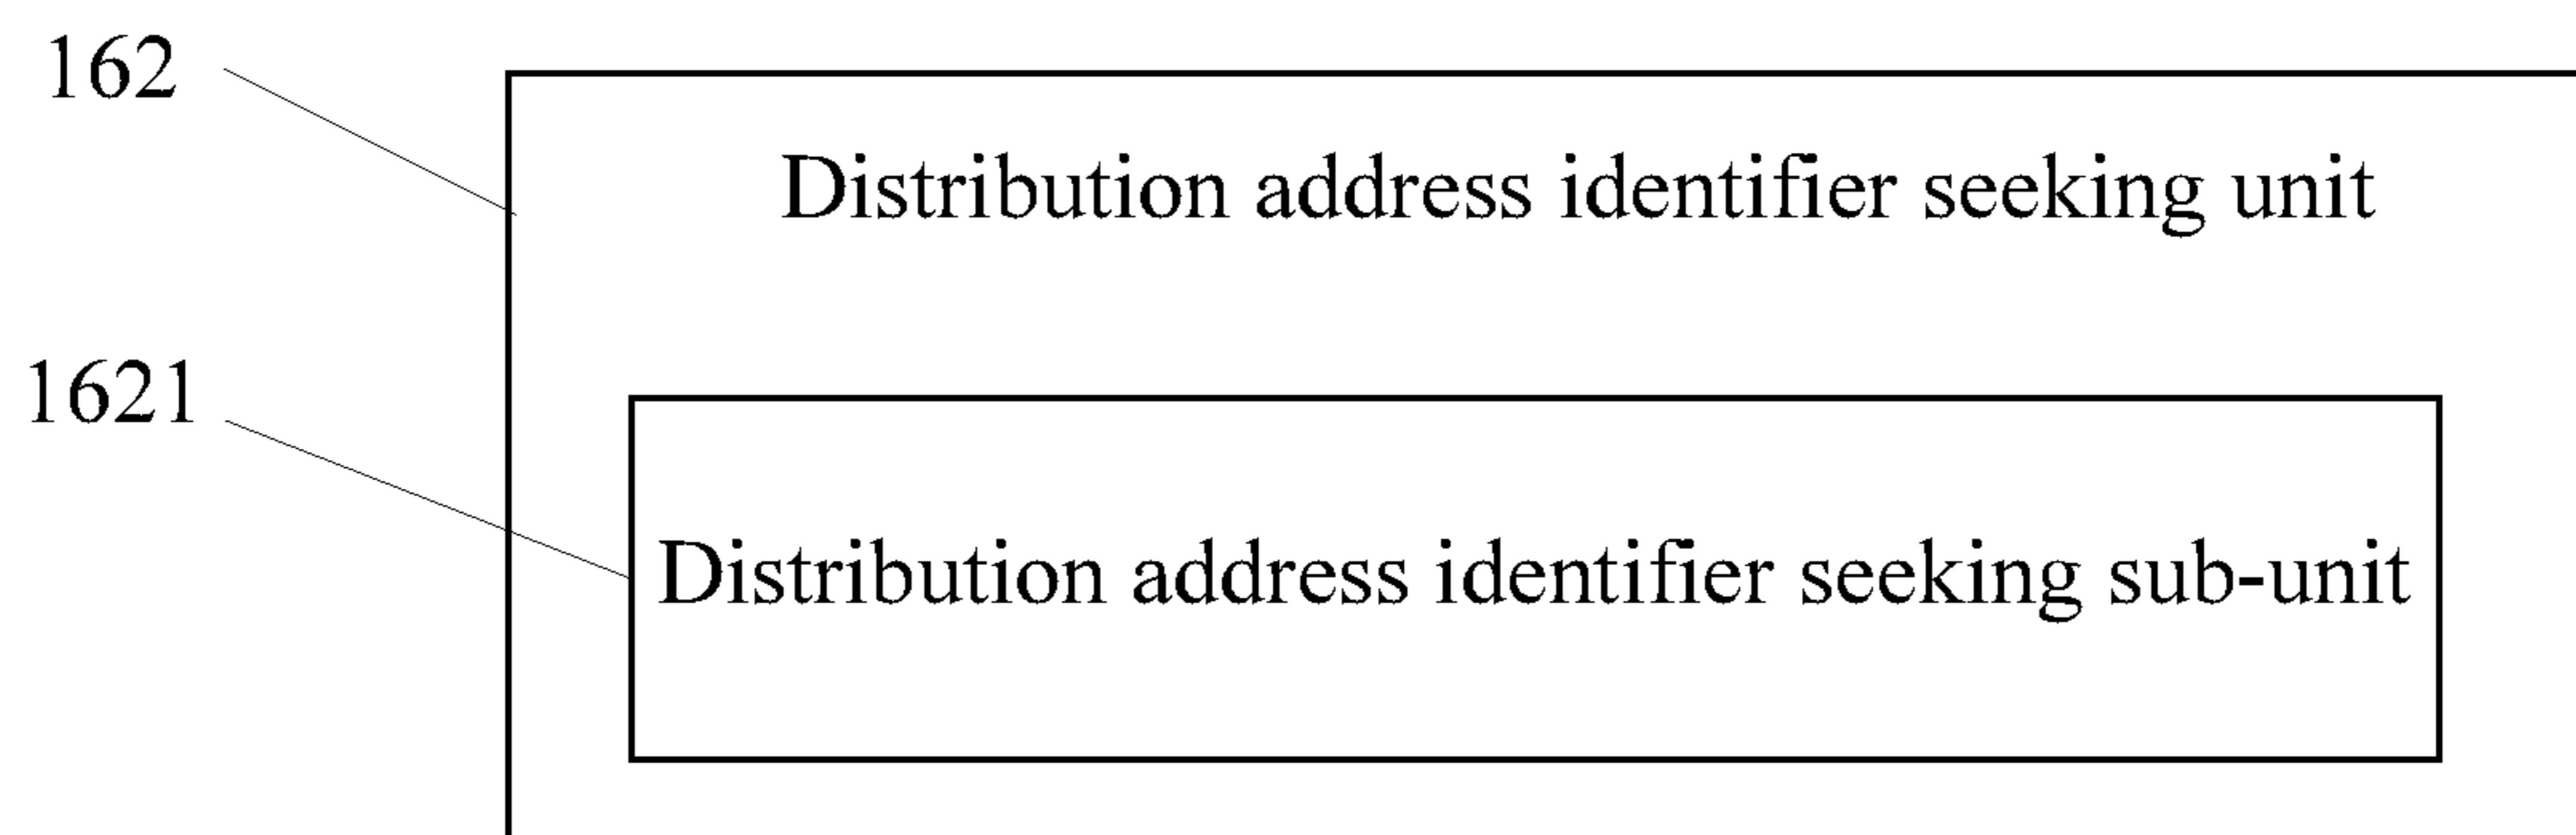 162
Distribution address identifier seeking unit
1621
Distribution address identifier seeking sub-unit